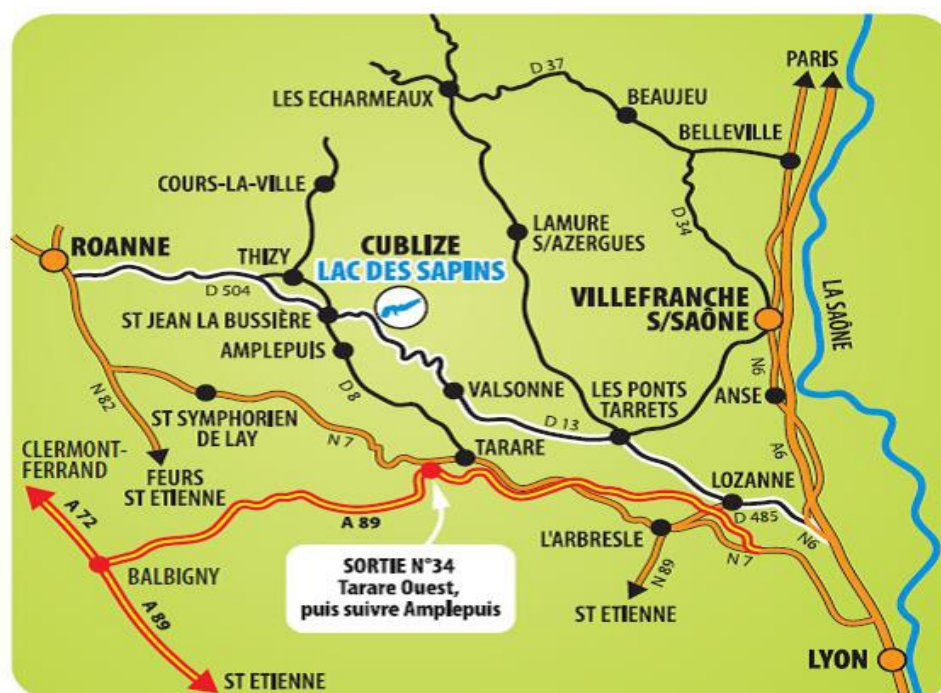 PARIS
D 37
LES ECHARMEAUX
BEAUJEU
BELLEVILLE
COURS-LA-VILLE
LAMURE
S/AZERGUES
D 34
ROANNE
THIZY
CUBLIZE
LAC DES SAPINS
D 504
VILLEFRANCHE
S/SAÔNE
LA SAÔNE
ST JEAN LA BUSSIÈRE
AMPLEPUIS
D 8
VALSONNE
LES PONTS
TARRETS
N6
ANSE
N 82
ST SYMPHORIEN
DE LAY
N 7
D 13
A6
TARARE
CLERMONT-
FERRAND
FEURS
ST ETIENNE
LOZANNE
A 72
A 89
D 485
N6
L'ARBRESLE
N 7
N 89
BALBIGNY
SORTIE N°34
Tarare Ouest,
puis suivre Amplepuis
ST ETIENNE
A 89
LYON
ST ETIENNE